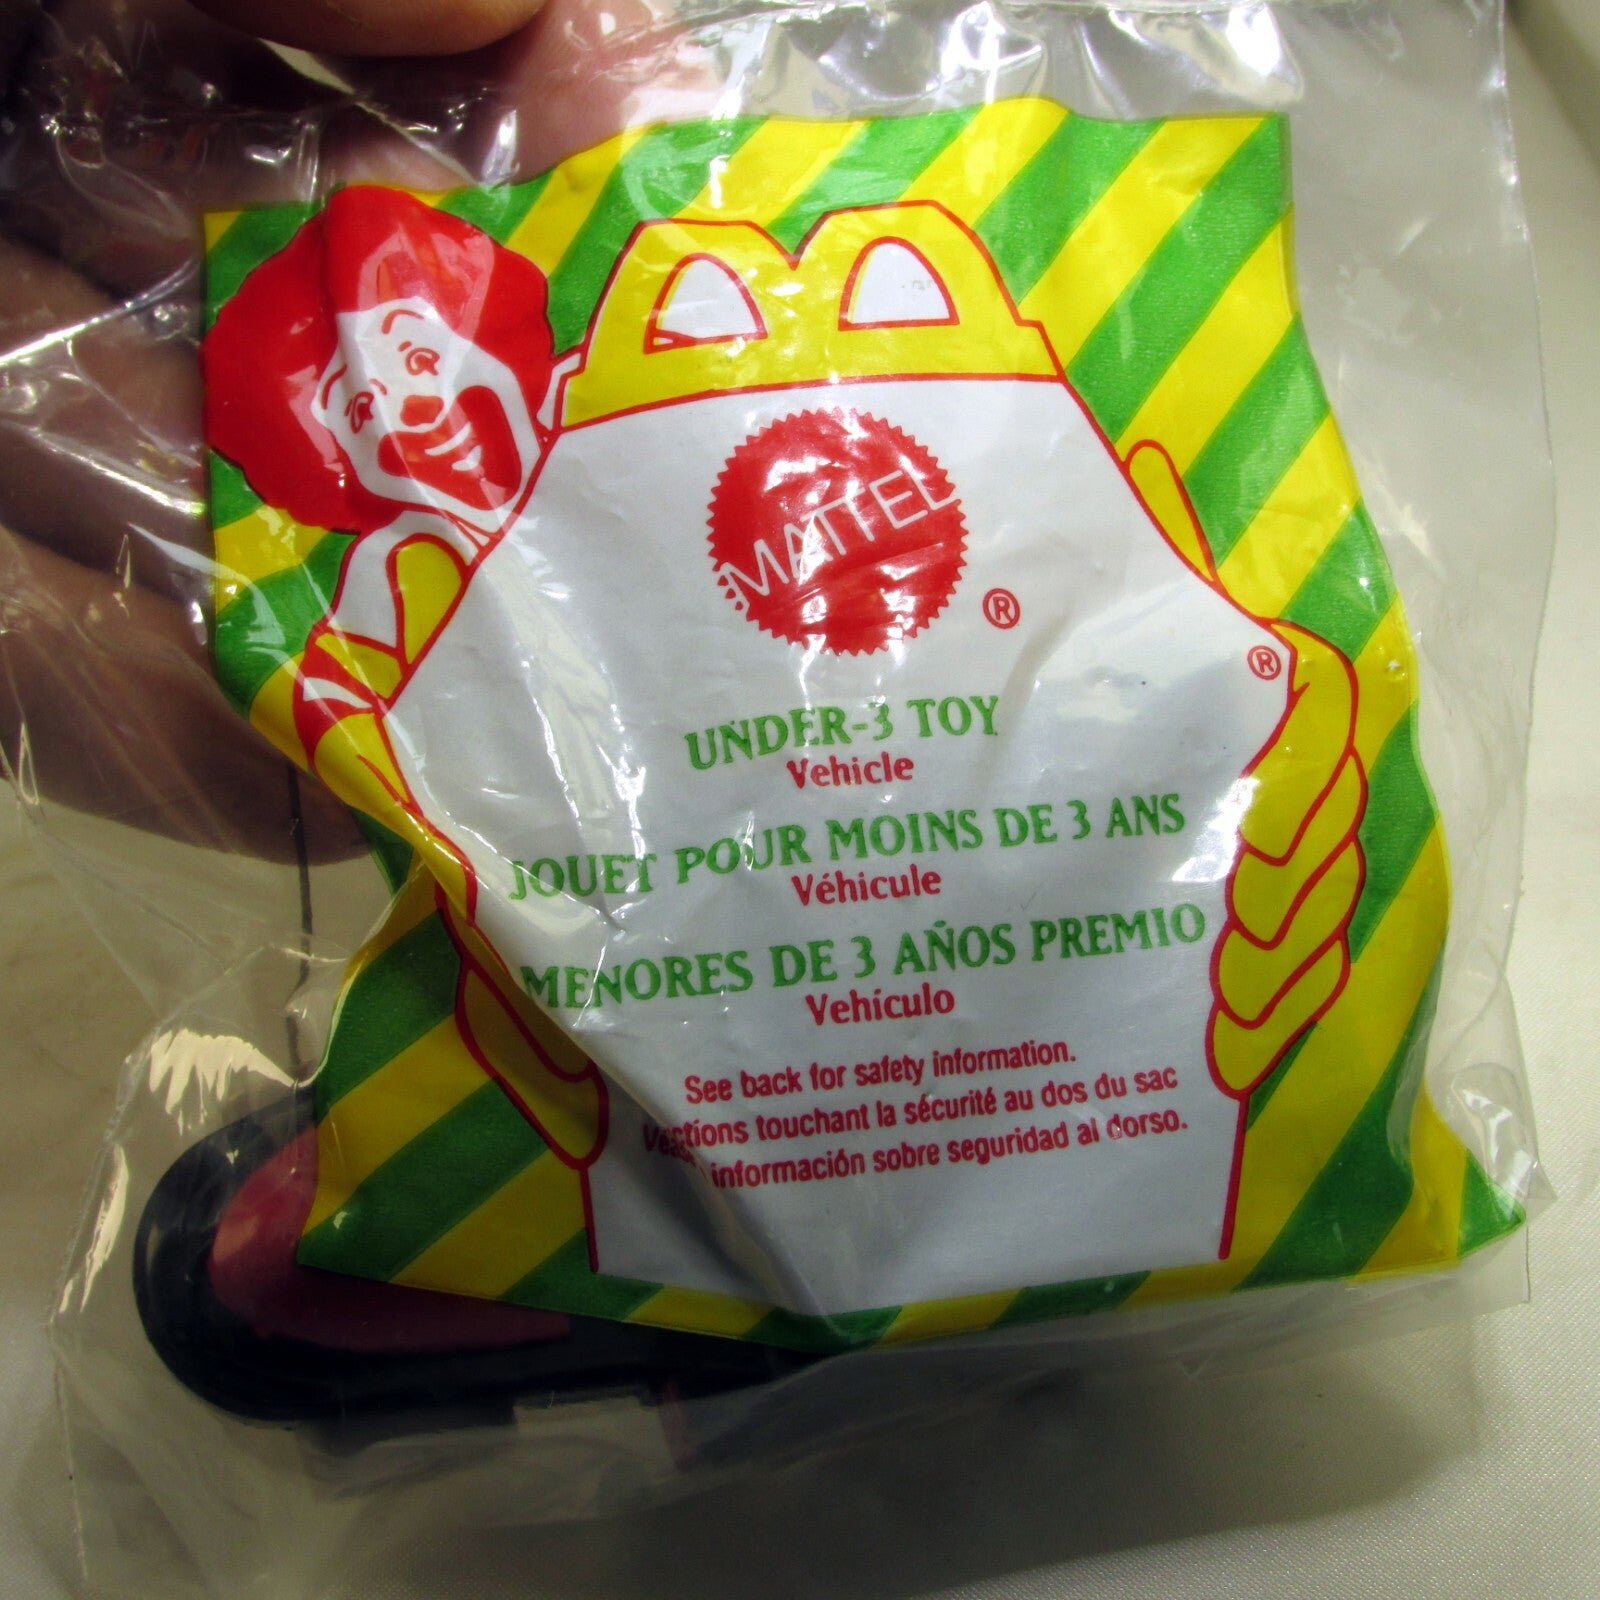 MATTEL
®
®
UNDER-3 TOY
Vehicle
JOUET POUR MOINS DE 3 ANS
Véhicule
MENORES DE 3 AÑOS PREMIO
Vehículo
See back for safety information.
touchant la sécurité au dos du sac
información sobre seguridad al dorso.